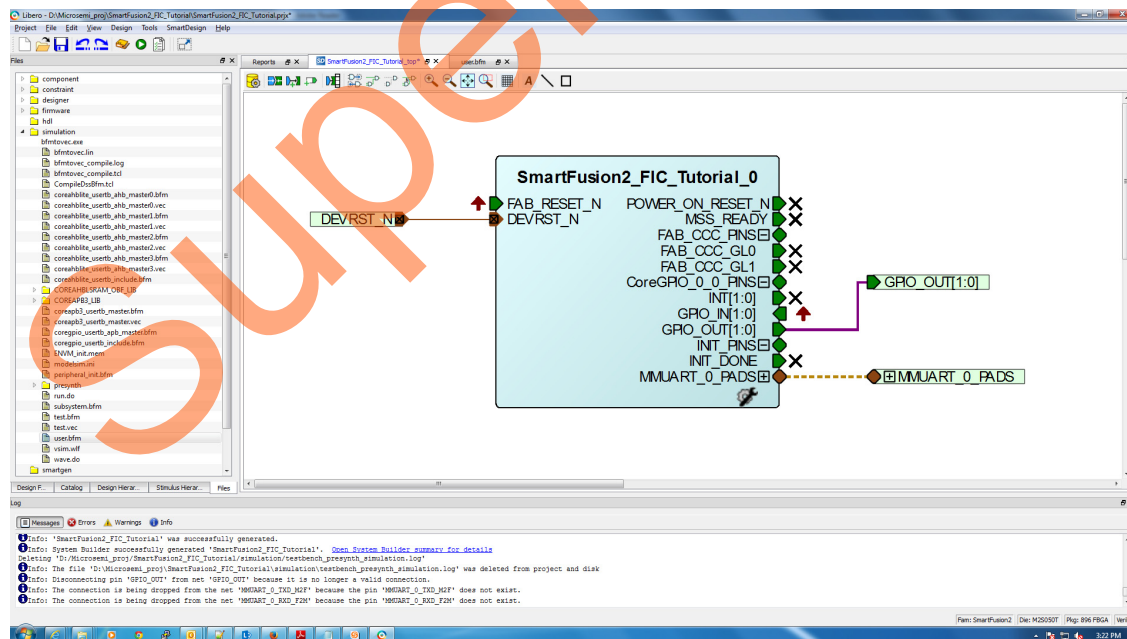 Libero - D:\Microsemi_proj\SmartFusion2_FIC_Tutorial\SmartFusion2_FIC_Tutorial.prjx*
Project File Edit View Design Tools SmartDesign Help
Files
Reports
SmartFusion2_FIC_Tutorial_top*
user.bfm
component
constraint
designer
firmware
hdl
simulation
bfmtovec.exe
bfmtovec.lin
bfmtovec_compile.log
bfmtovec_compile.tcl
CompileDssBfm.tcl
coreahblite_usertb_ahb_master0.bfm
coreahblite_usertb_ahb_master0.vec
coreahblite_usertb_ahb_master1.bfm
coreahblite_usertb_ahb_master1.vec
coreahblite_usertb_ahb_master2.bfm
coreahblite_usertb_ahb_master2.vec
coreahblite_usertb_ahb_master3.bfm
coreahblite_usertb_ahb_master3.vec
coreahblite_usertb_include.bfm
COREAHBLSRAM_OBF_LIB
COREAPB3_LIB
coreapb3_usertb_master.bfm
coreapb3_usertb_master.vec
coregpio_usertb_apb_master.bfm
coregpio_usertb_include.bfm
ENVM_init.mem
modelsim.ini
peripheral_init.bfm
presynth
run.do
subsystem.bfm
test.bfm
test.vec
user.bfm
vsim.wlf
wave.do
smartgen
Design F... Catalog Design Hierar... Stimulus Hierar... Files
SmartFusion2_FIC_Tutorial_0
FAB_RESET_N POWER_ON_RESET_N
DEVRST_N DEVRST_N MSS_READY
FAB_CCC_PINS
FAB_CCC_GL0
FAB_CCC_GL1
CoreGPIO_0_0_PINS
INT[1:0]
GPIO_IN[1:0]
GPIO_OUT[1:0]
GPIO_OUT[1:0]
INIT_PINS
INIT_DONE
MMUART_0_PADS MMUART_0_PADS
Log
Messages Errors Warnings Info
Info: 'SmartFusion2_FIC_Tutorial' was successfully generated.
Info: System Builder successfully generated 'SmartFusion2_FIC_Tutorial'. Open System Builder summary for details
Deleting 'D:/Microsemi_proj/SmartFusion2_FIC_Tutorial/simulation/testbench_presynth_simulation.log'
Info: The file 'D:\Microsemi_proj\SmartFusion2_FIC_Tutorial\simulation\testbench_presynth_simulation.log' was deleted from project and disk
Info: Disconnecting pin 'GPIO_OUT' from net 'GPIO_OUT' because it is no longer a valid connection.
Info: The connection is being dropped from the net 'MMUART_0_TXD_M2F' because the pin 'MMUART_0_TXD_M2F' does not exist.
Info: The connection is being dropped from the net 'MMUART_0_RXD_F2M' because the pin 'MMUART_0_RXD_F2M' does not exist.
Fam: SmartFusion2 Die: M2S050T Pkg: 896 FBGA Veri
3:22 PM
Super